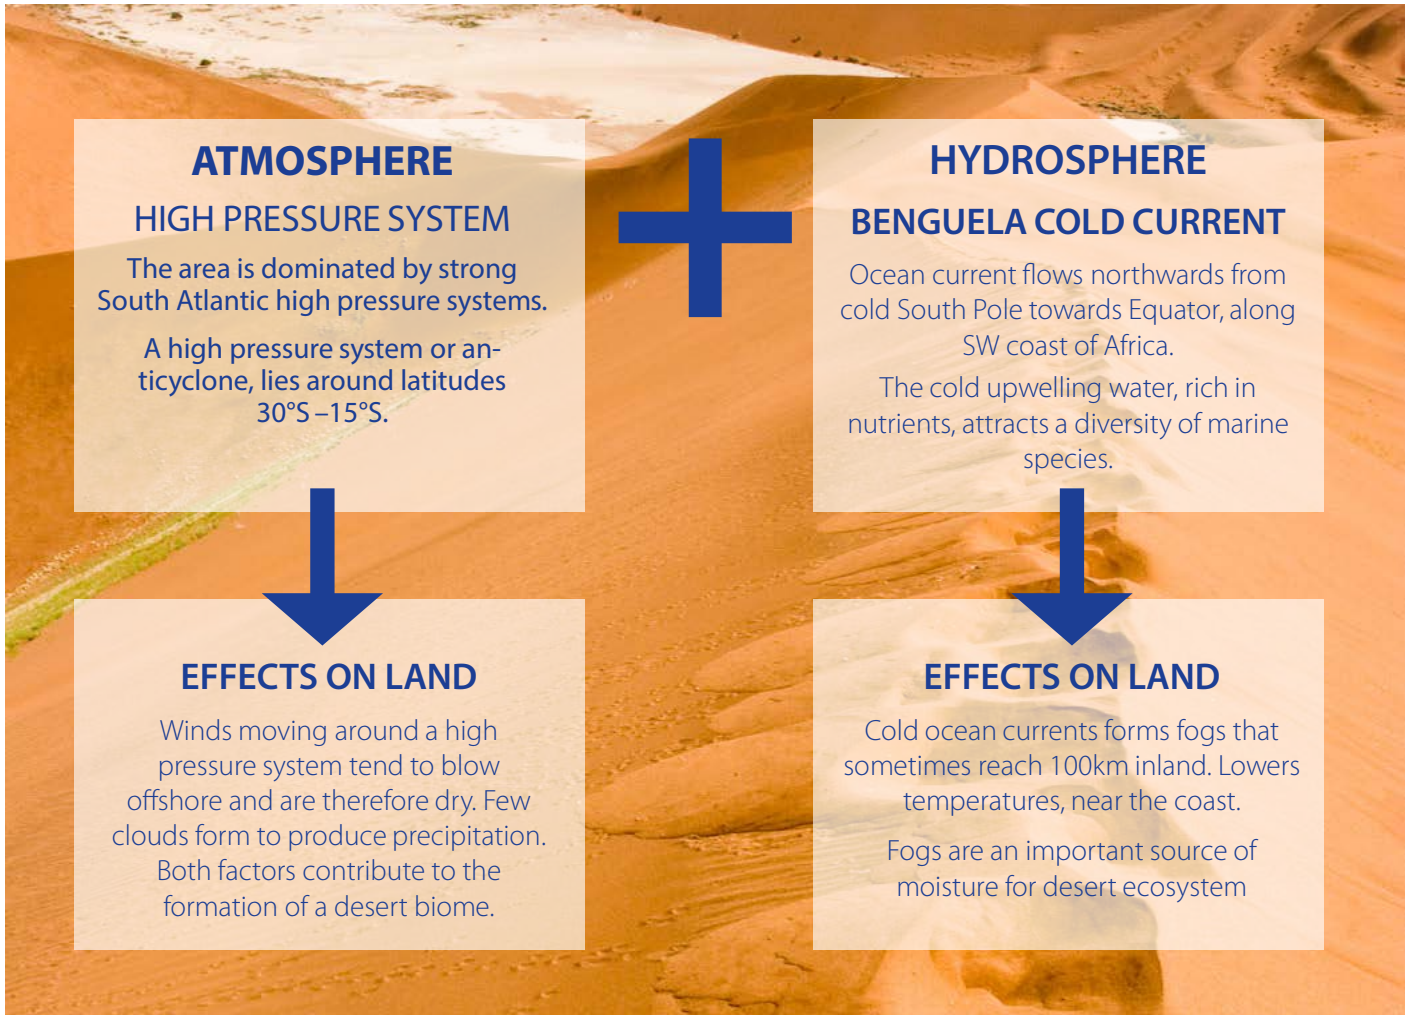 ATMOSPHERE
HIGH PRESSURE SYSTEM
The area is dominated by strong
South Atlantic high pressure systems.
A high pressure system or an-
ticyclone, lies around latitudes
30°S –15°S.
HYDROSPHERE
BENGUELA COLD CURRENT
Ocean current flows northwards from
cold South Pole towards Equator, along
SW coast of Africa.
The cold upwelling water, rich in
nutrients, attracts a diversity of marine
species.
EFFECTS ON LAND
Winds moving around a high
pressure system tend to blow
offshore and are therefore dry. Few
clouds form to produce precipitation.
Both factors contribute to the
formation of a desert biome.
EFFECTS ON LAND
Cold ocean currents forms fogs that
sometimes reach 100km inland. Lowers
temperatures, near the coast.
Fogs are an important source of
moisture for desert ecosystem